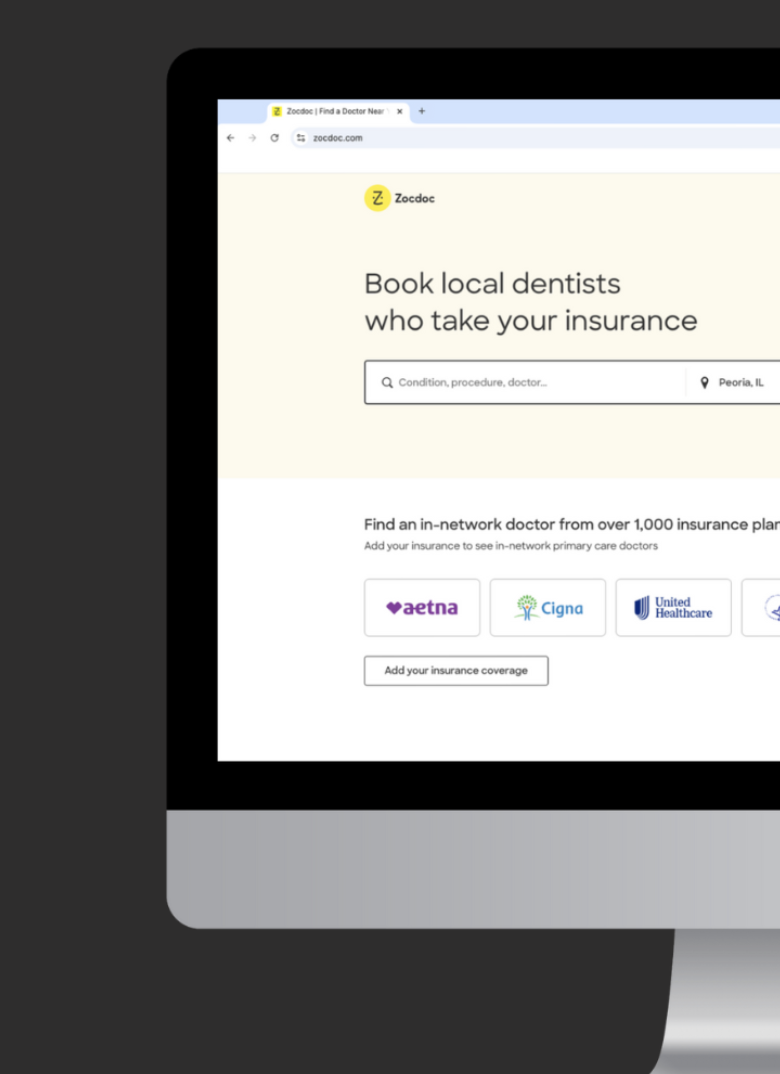 Zocdoc | Find a Doctor Near
zocdoc.com
Zocdoc
Book local dentists
who take your insurance
Condition, procedure, doctor...
Peoria, IL
Find an in-network doctor from over 1,000 insurance
Add your insurance to see in-network primary care doctors
aetna
Cigna
United
Healthcare
Add your insurance coverage